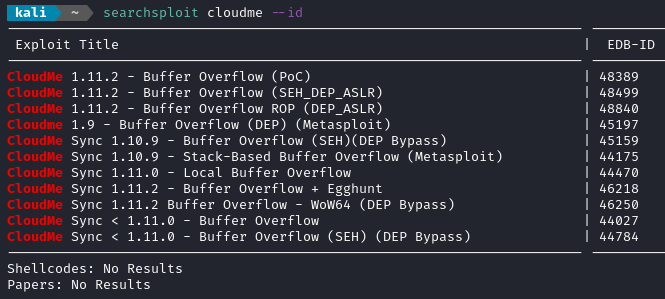 kali ~ searchsploit cloudme --id
Exploit Title | EDB-ID
CloudMe 1.11.2 - Buffer Overflow (PoC) | 48389
CloudMe 1.11.2 - Buffer Overflow (SEH_DEP_ASLR) | 48499
CloudMe 1.11.2 - Buffer Overflow ROP (DEP_ASLR) | 48840
Cloudme 1.9 - Buffer Overflow (DEP) (Metasploit) | 45197
CloudMe Sync 1.10.9 - Buffer Overflow (SEH)(DEP Bypass) | 45159
CloudMe Sync 1.10.9 - Stack-Based Buffer Overflow (Metasploit) | 44175
CloudMe Sync 1.11.0 - Local Buffer Overflow | 44470
CloudMe Sync 1.11.2 - Buffer Overflow + Egghunt | 46218
CloudMe Sync 1.11.2 Buffer Overflow - WoW64 (DEP Bypass) | 46250
CloudMe Sync < 1.11.0 - Buffer Overflow | 44027
CloudMe Sync < 1.11.0 - Buffer Overflow (SEH) (DEP Bypass) | 44784
Shellcodes: No Results
Papers: No Results